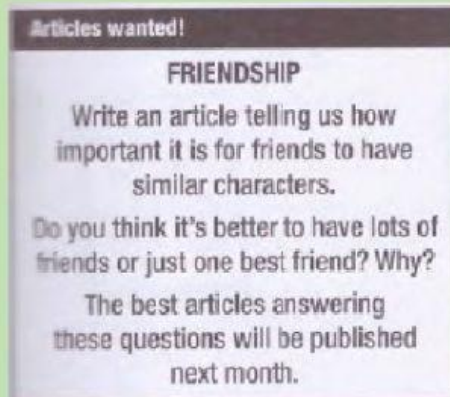 Articles wanted!
FRIENDSHIP
Write an article telling us how
important it is for friends to have
similar characters.
Do you think it's better to have lots of
friends or just one best friend? Why?
The best articles answering
these questions will be published
next month.